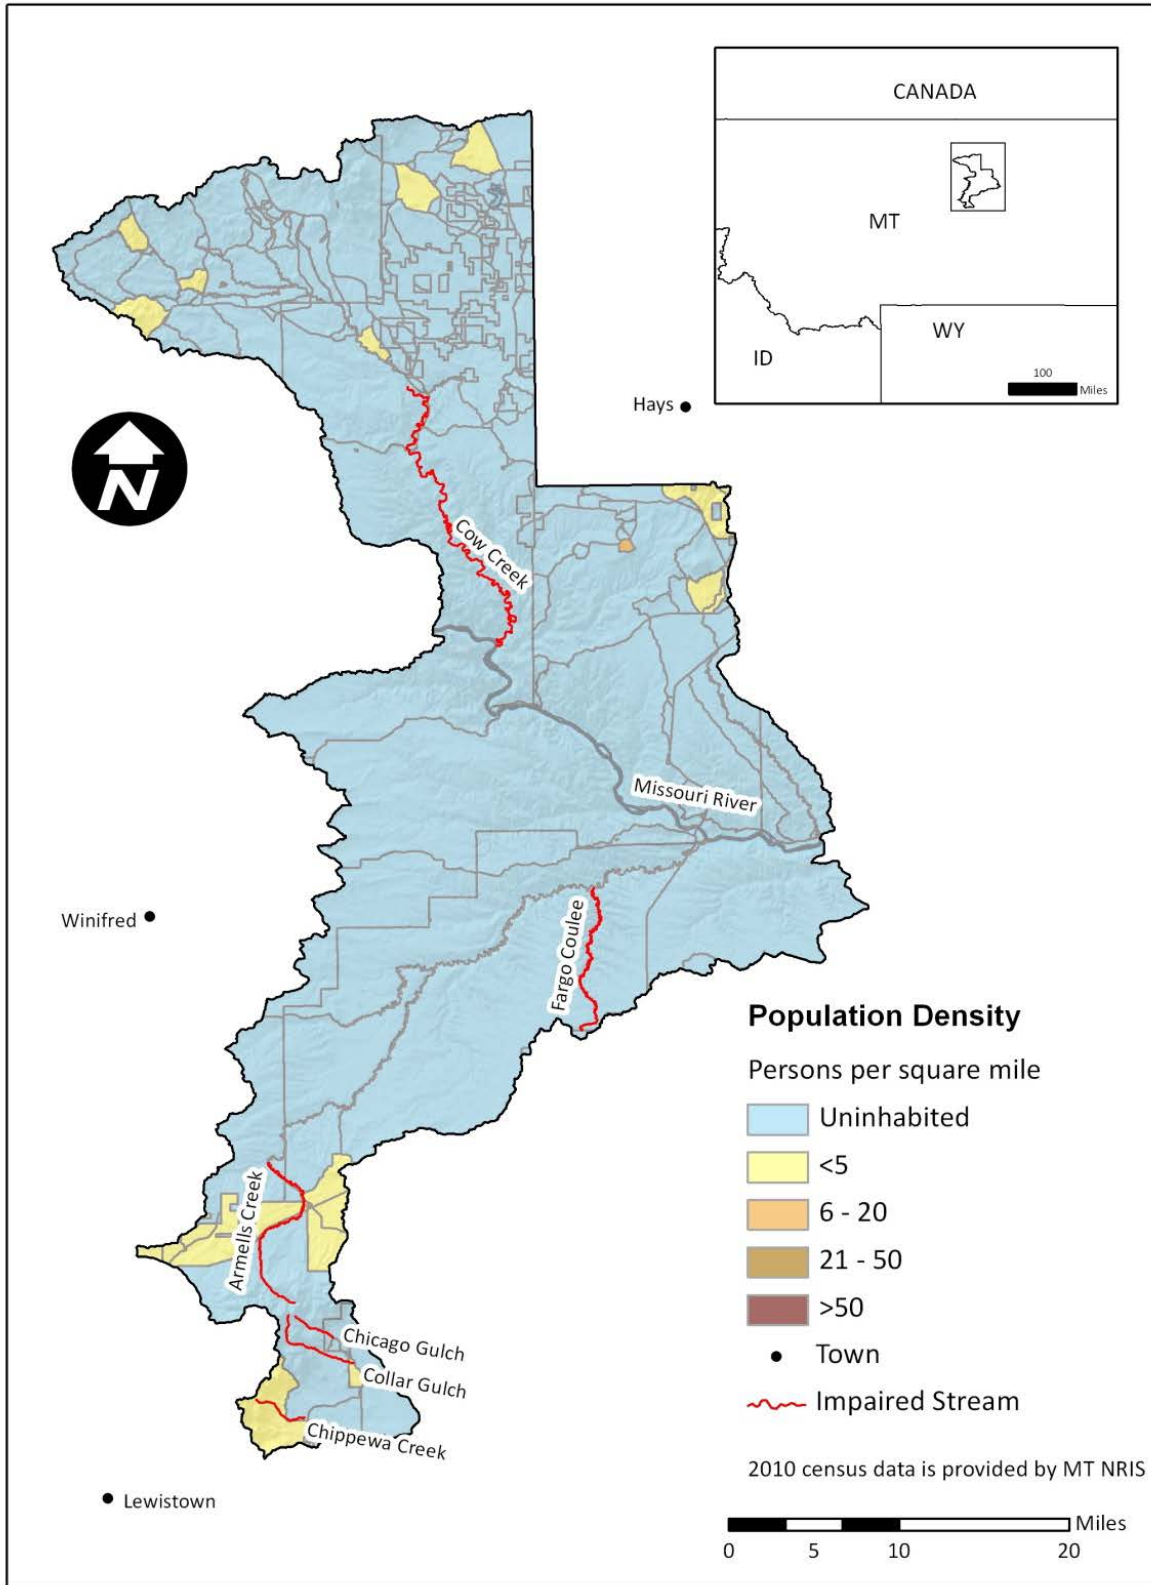 CANADA
MT
WY
ID
100
Miles
Hays
N
Cow Creek
Missouri River
Winifred
Fargo Coulee
Population Density
Persons per square mile
Uninhabited
<5
6 - 20
21 - 50
>50
Town
Impaired Stream
Armells Creek
Chicago Gulch
Collar Gulch
Chippewa Creek
2010 census data is provided by MT NRIS
Lewistown
Miles
0 5 10 20